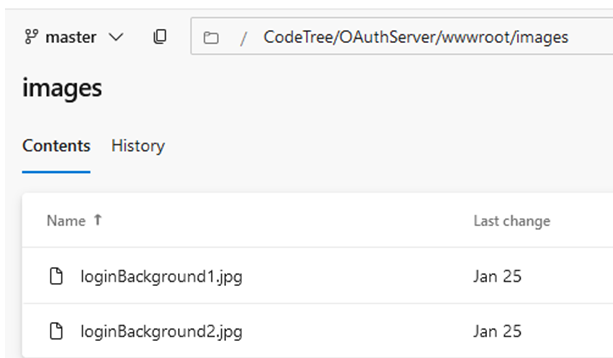 master / CodeTree/OAuthServer/wwwroot/images
images
Contents History
Name ↑ Last change
loginBackground1.jpg Jan 25
loginBackground2.jpg Jan 25